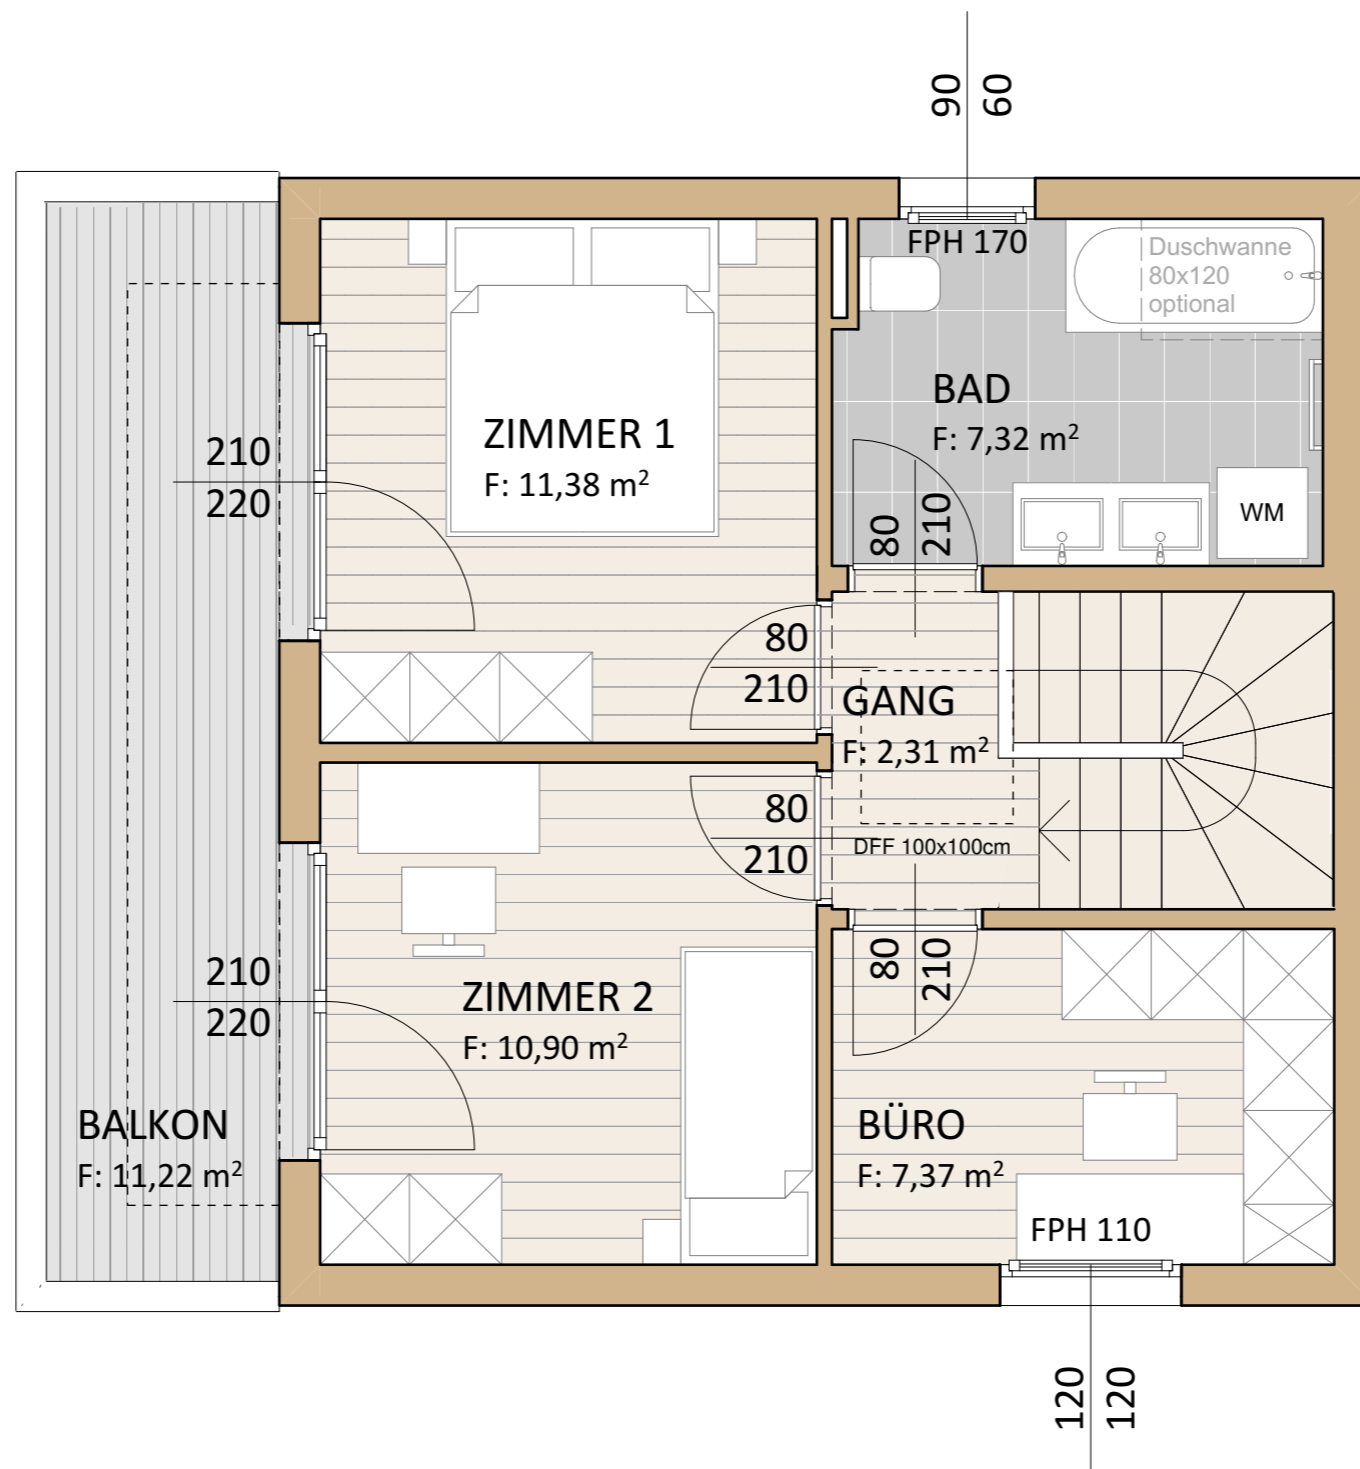 90
60
FPH 170
Duschwanne
80x120
optional
BAD
F: 7,32 m²
ZIMMER 1
F: 11,38 m²
210
220
80
210
WM
80
210
GANG
F: 2,31 m²
80
210
DFF 100x100cm
80
210
210
220
ZIMMER 2
F: 10,90 m²
BALKON
F: 11,22 m²
BÜRO
F: 7,37 m²
FPH 110
120
120